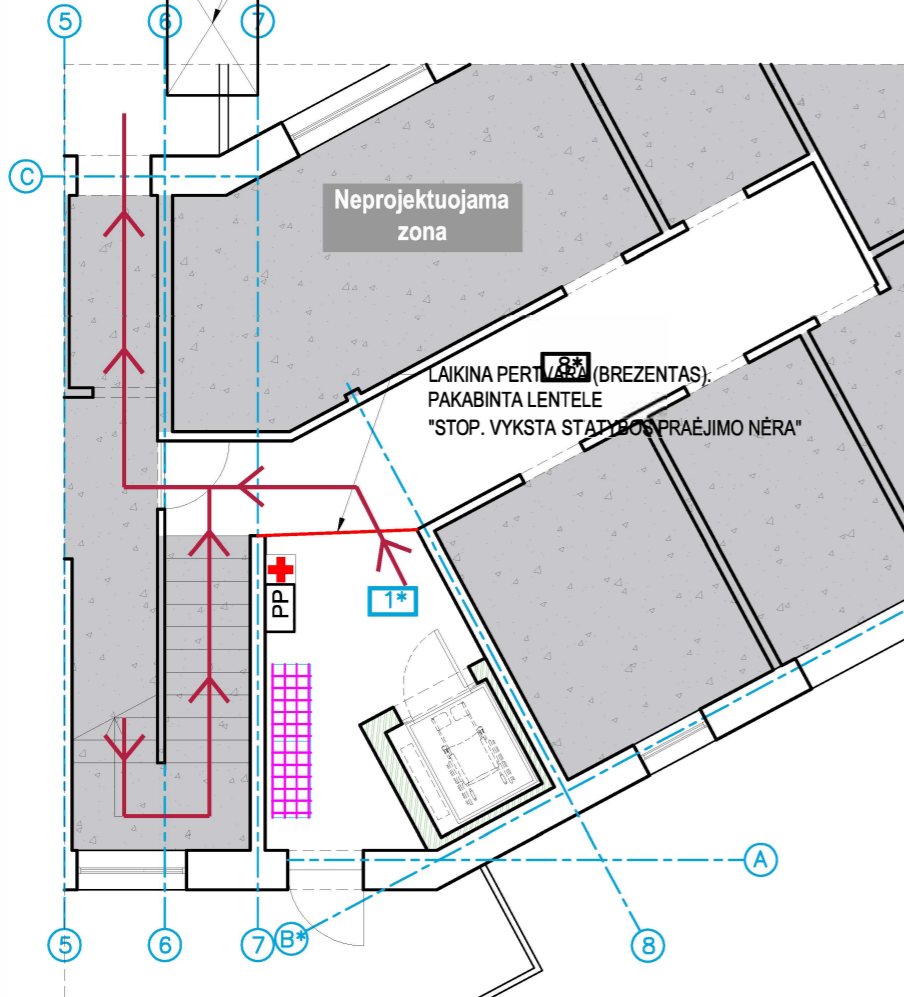 5
6
7
C
Neprojektuojama
zona
8*
LAIKINA PERTVARA (BREZENTAS).
PAKABINTA LENTELE
"STOP. VYKSTA STATYBOS PRAĖJIMO NĖRA"
1*
PP
A
5
6
7
B*
8